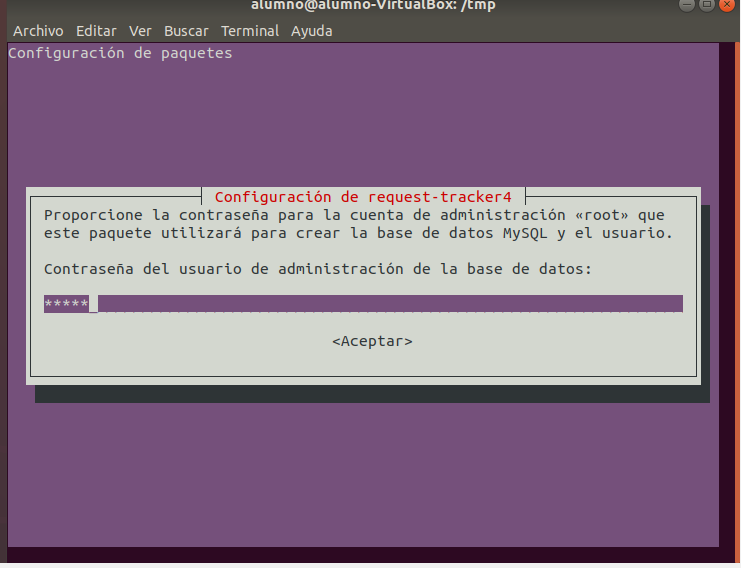 alumno@alumno-VirtualBox: /tmp
Archivo Editar Ver Buscar Terminal Ayuda
Configuración de paquetes
Configuración de request-tracker4
Proporcione la contraseña para la cuenta de administración «root» que
este paquete utilizará para crear la base de datos MySQL y el usuario.
Contraseña del usuario de administración de la base de datos:
*****_
<Aceptar>